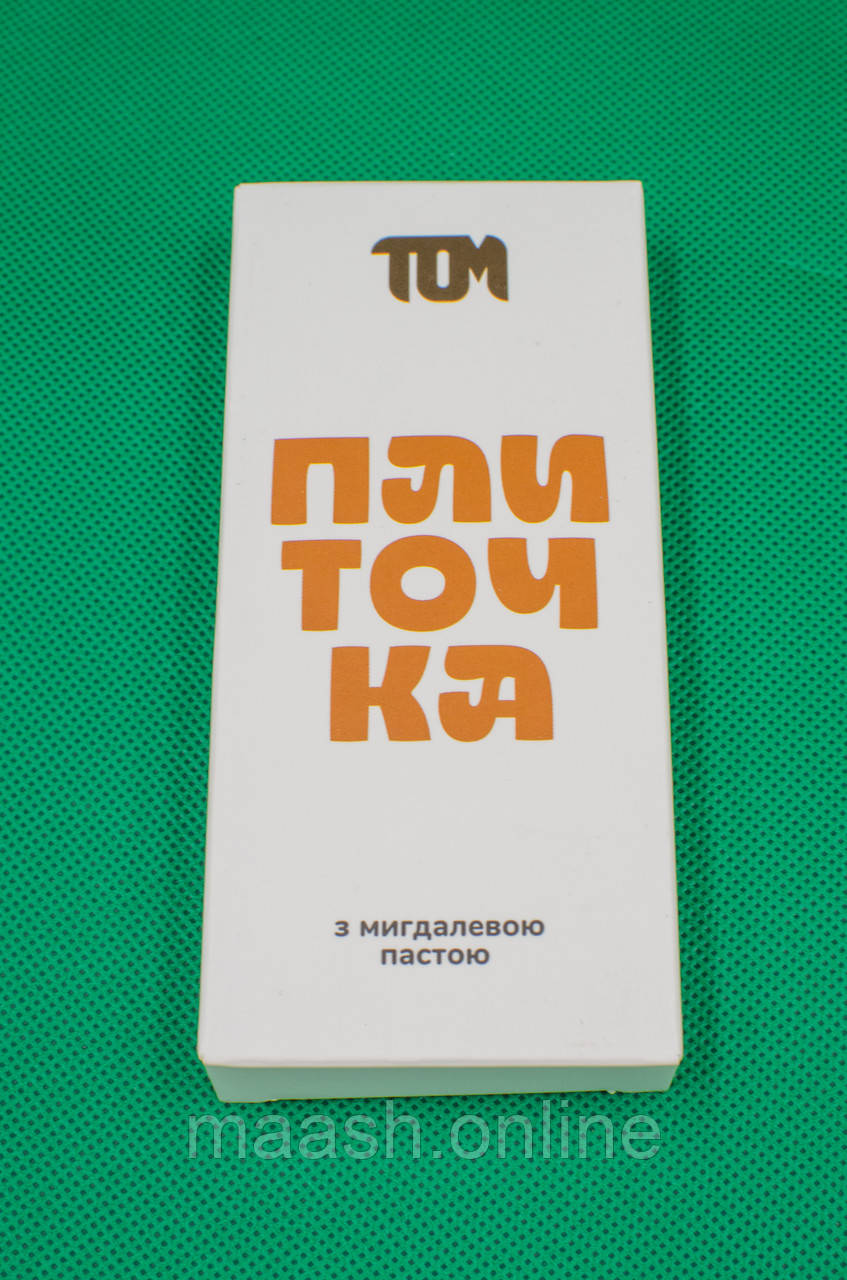 ТОМ
ПЛИ
ТОЧ
КА
з мигдалевою
пастою
maash.online